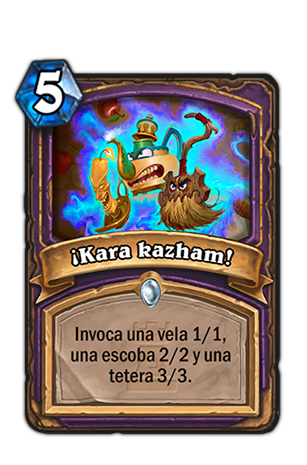 5
¡Kara kazham!
Invoca una vela 1/1,
una escoba 2/2 y una
tetera 3/3.